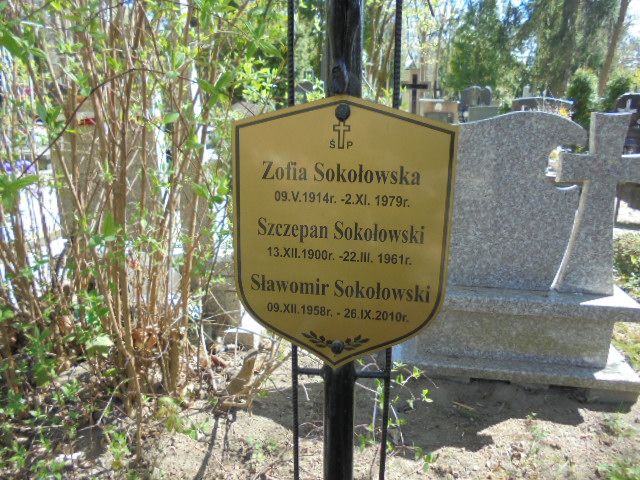 Ś P
Zofia Sokołowska
09.V.1914r. -2.XI. 1979r.
Szczepan Sokołowski
13.XII.1900r. -22.III. 1961r.
Sławomir Sokołowski
09.XII.1958r. - 26.IX.2010r.